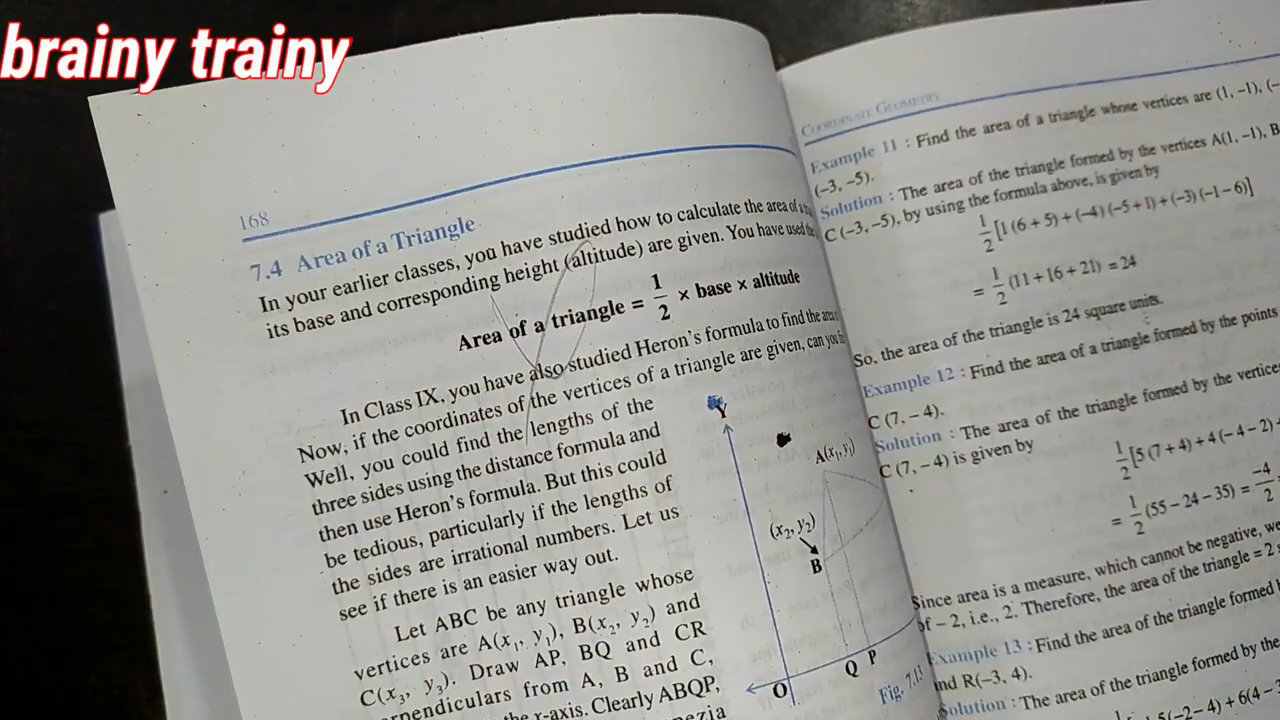 brainy trainy
168
7.4 Area of a Triangle
In your earlier classes, you have studied how to calculate the area of a
its base and corresponding height (altitude) are given. You have used the
Area of a triangle = 1/2 × base × altitude
In Class IX, you have also studied Heron's formula to find the area
Now, if the coordinates of the vertices of a triangle are given, can you
Well, you could find the lengths of the
three sides using the distance formula and
then use Heron's formula. But this could
be tedious, particularly if the lengths of
the sides are irrational numbers. Let us
see if there is an easier way out.
Let ABC be any triangle whose
vertices are A(x₁, y₁), B(x₂, y₂) and
C(x₃, y₃). Draw AP, BQ and CR
from A, B and C,
the x-axis. Clearly ABQP,
Y
A(x₁, y₁)
(x₂, y₂)
B
O
Q
P
Fig. 7.13
COORDINATE GEOMETRY
Example 11 : Find the area of a triangle whose vertices are (1, –1), (–
(–3, –5).
Solution : The area of the triangle formed by the vertices A(1, –1), B
C (–3, –5), by using the formula above, is given by
1/2 [1 (6 + 5) + (–4) (–5 + 1) + (–3) (–1 – 6)]
= 1/2 (11 + 16 + 21) = 24
So, the area of the triangle is 24 square units.
Example 12 : Find the area of a triangle formed by the points
C (7, – 4).
Solution : The area of the triangle formed by the vertices
C (7, – 4) is given by
1/2 [5 (7 + 4) + 4 (– 4 – 2) +
= 1/2 (55 – 24 – 35) = –4/2
Since area is a measure, which cannot be negative, we
of – 2, i.e., 2. Therefore, the area of the triangle = 2
Example 13 : Find the area of the triangle formed
and R(–3, 4).
Solution : The area of the triangle formed by the
5(–2 – 4) + 6(4 –